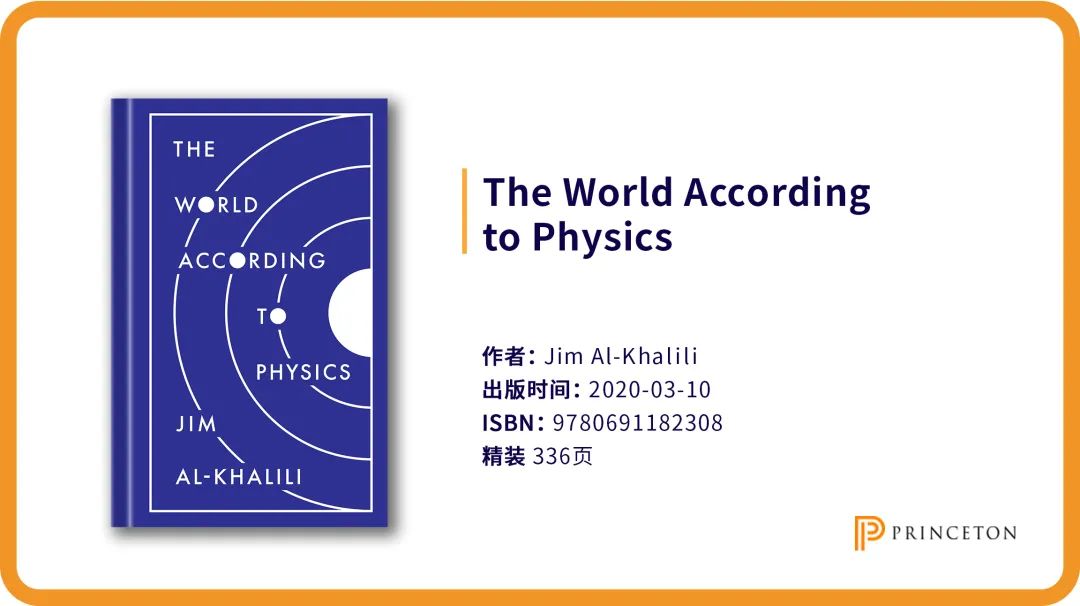 THE
WORLD
ACCORDING
TO
PHYSICS
JIM
AL-KHALILI
The World According
to Physics
作者：Jim Al-Khalili
出版时间：2020-03-10
ISBN：9780691182308
精装 336页
PRINCETON